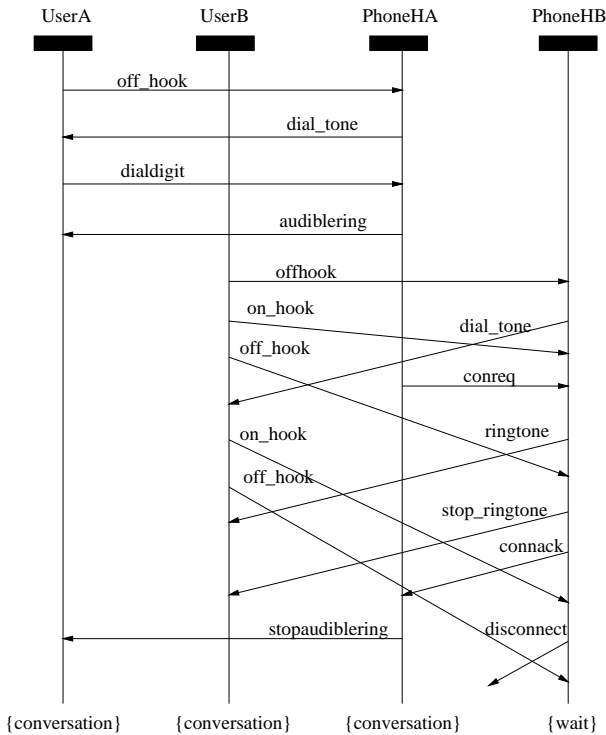 UserA UserB PhoneHA PhoneHB
off_hook
dial_tone
dialdigit
audiblering
offhook
on_hook
dial_tone
off_hook
conreq
ringtone
on_hook
off_hook
stop_ringtone
connack
disconnect
stopaudiblering
{conversation} {conversation} {conversation} {wait}